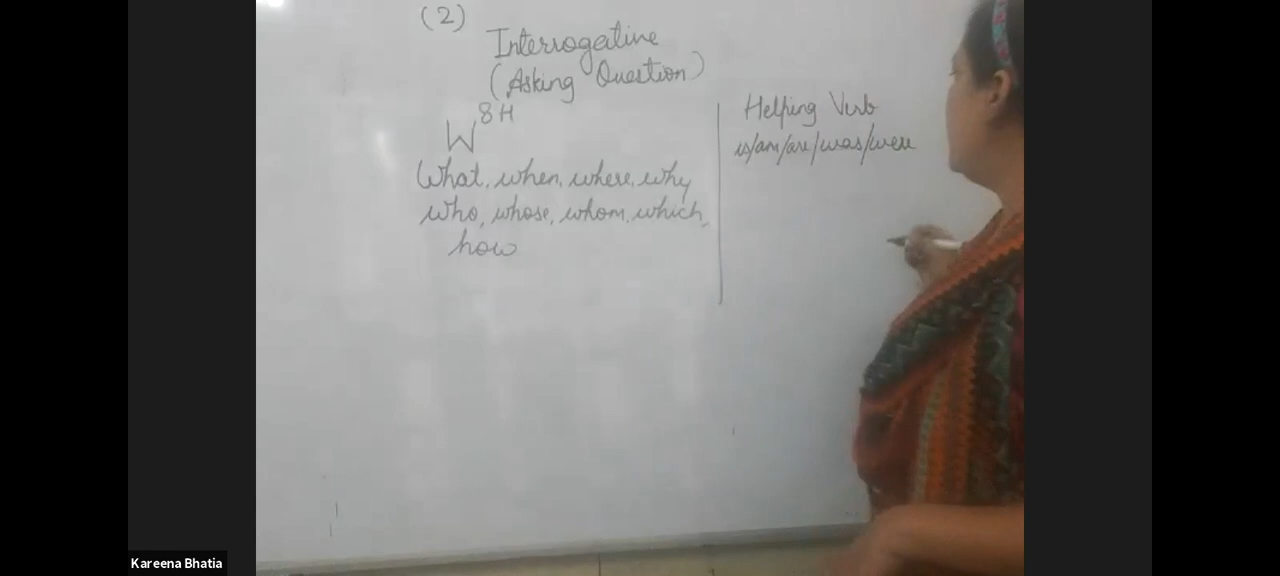 (2)
Interrogative
(Asking Question)
W 8H
What, when, where, why
who, whose, whom, which,
how
Helping Verb
is/am/are/was/were
Kareena Bhatia